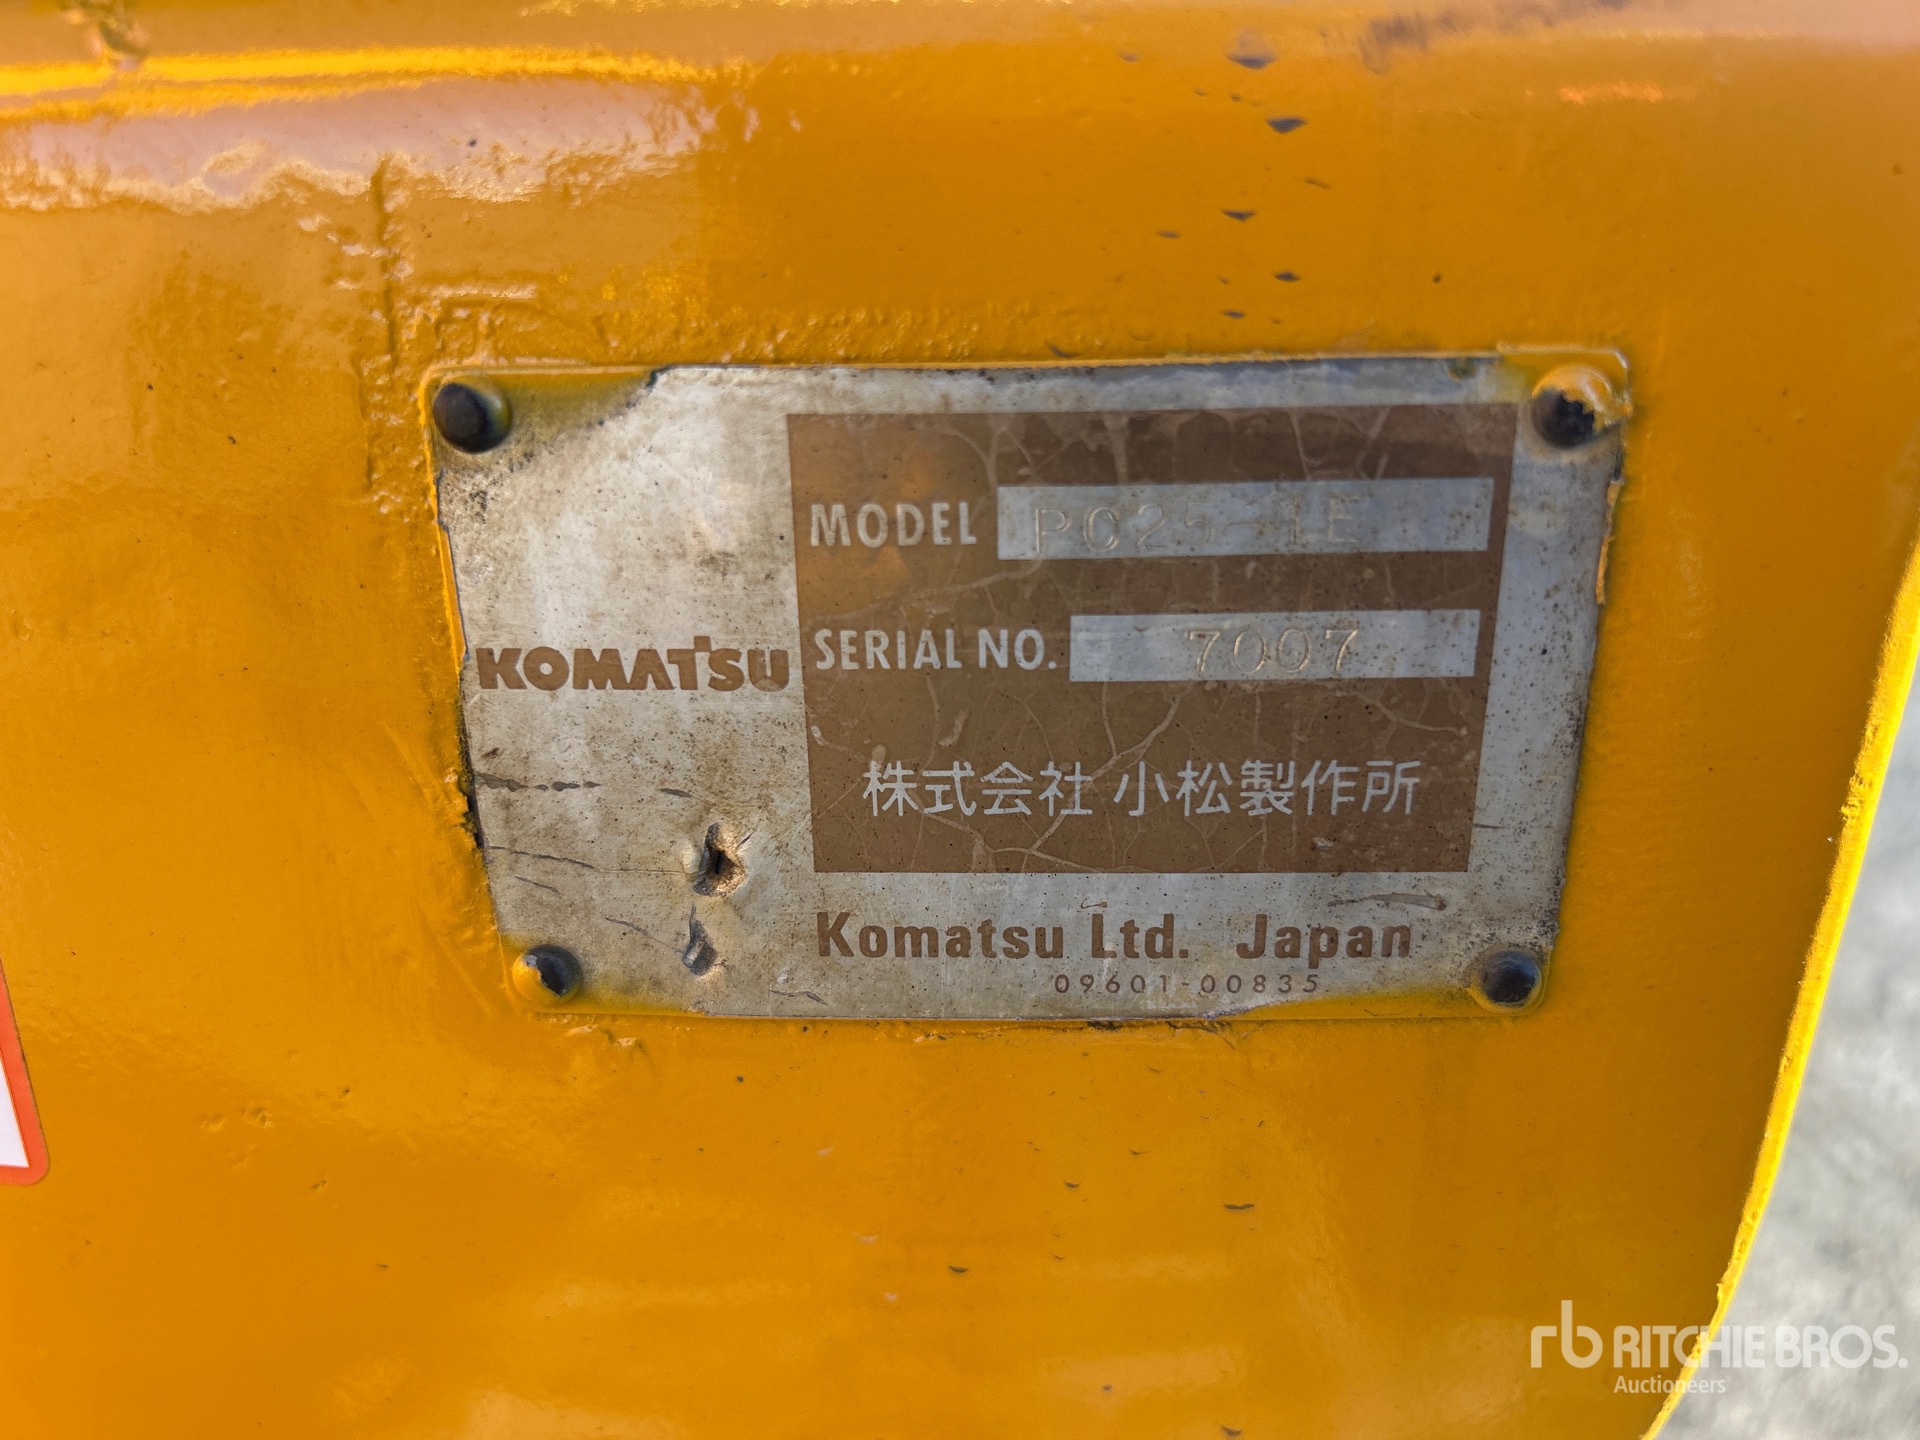 KOMATSU
MODEL PC25-1E
SERIAL NO. 7007
株式会社 小松製作所
Komatsu Ltd. Japan
09601-00835
rb RITCHIE BROS.
Auctioneers